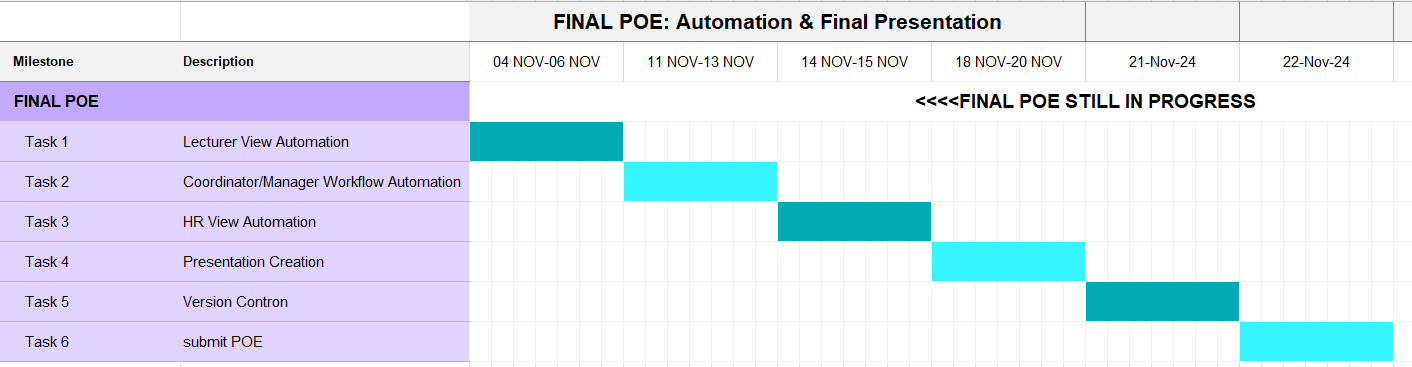 FINAL POE: Automation & Final Presentation
Milestone Description 04 NOV-06 NOV 11 NOV-13 NOV 14 NOV-15 NOV 18 NOV-20 NOV 21-Nov-24 22-Nov-24
FINAL POE <<<<FINAL POE STILL IN PROGRESS
Task 1 Lecturer View Automation
Task 2 Coordinator/Manager Workflow Automation
Task 3 HR View Automation
Task 4 Presentation Creation
Task 5 Version Contron
Task 6 submit POE